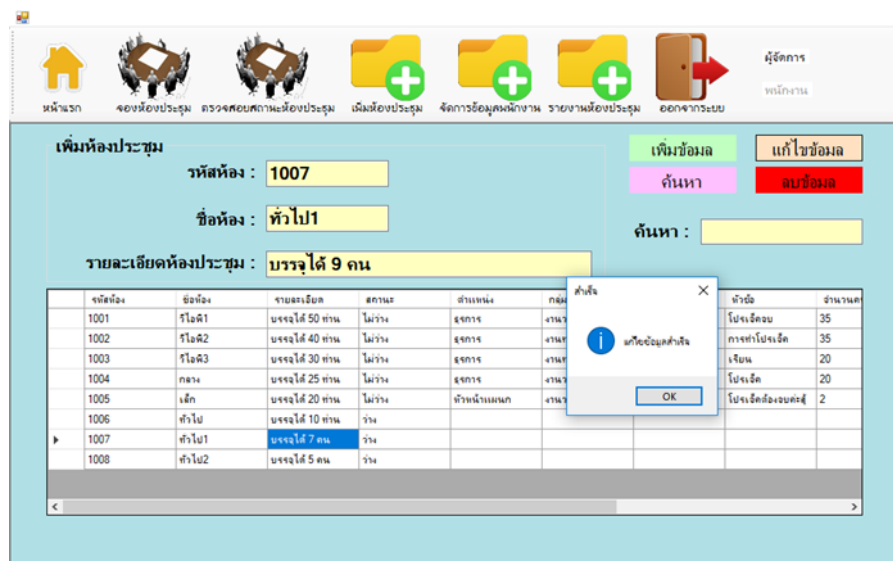 ผู้จัดการ
พนักงาน
หน้าแรก จองห้องประชุม ตรวจสอบสถานะห้องประชุม เพิ่มห้องประชุม จัดการข้อมูลพนักงาน รายงานห้องประชุม ออกจากระบบ
เพิ่มห้องประชุม
เพิ่มข้อมูล แก้ไขข้อมูล
รหัสห้อง : 1007
ค้นหา ลบข้อมูล
ชื่อห้อง : ทั่วไป1
ค้นหา :
รายละเอียดห้องประชุม : บรรจุได้ 9 คน
รหัสห้อง ชื่อห้อง รายละเอียด สถานะ ตำแหน่ง หัวข้อ
1001 วีไอพี1 บรรจุได้ 50 ท่าน ไม่ว่าง ธุรการ โปรเจ็คจบ 35
1002 วีไอพี2 บรรจุได้ 40 ท่าน ไม่ว่าง ธุรการ การทำโปรเจ็ค 35
1003 วีไอพี3 บรรจุได้ 30 ท่าน ไม่ว่าง ธุรการ เรียน 20
1004 กลาง บรรจุได้ 25 ท่าน ไม่ว่าง ธุรการ โปรเจ็ค 20
1005 เล็ก บรรจุได้ 20 ท่าน ไม่ว่าง หัวหน้าแผนก โปรเจ็คต้องจบค่ะสู้ 2
1006 ทั่วไป บรรจุได้ 10 ท่าน ว่าง
1007 ทั่วไป1 บรรจุได้ 7 คน ว่าง
1008 ทั่วไป2 บรรจุได้ 5 คน ว่าง
สำเร็จ
แก้ไขข้อมูลสำเร็จ
OK